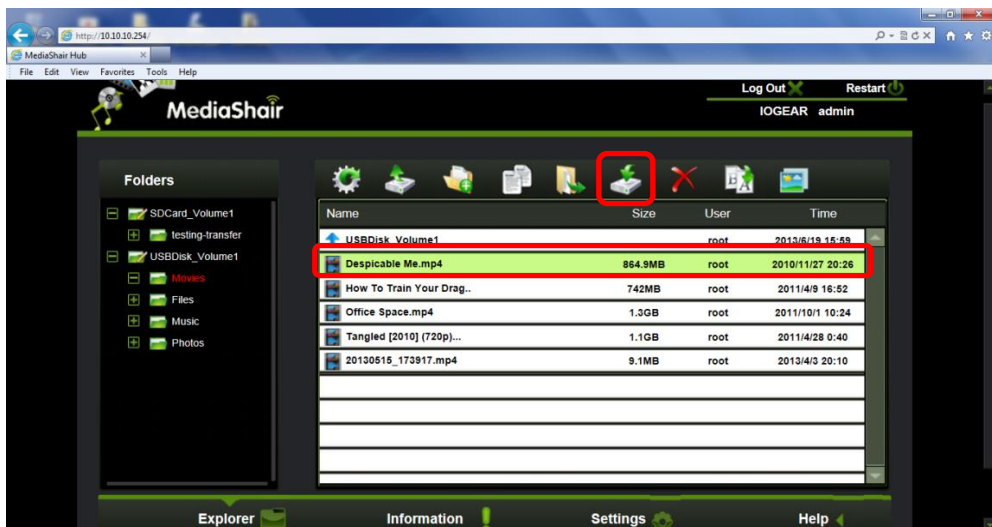 http://10.10.10.254/
MediaShair Hub
File Edit View Favorites Tools Help
MediaShair
Log Out Restart
IOGEAR admin
Folders
SDCard_Volume1
testing-transfer
USBDisk_Volume1
Movies
Files
Music
Photos
Name Size User Time
USBDisk_Volume1 root 2013/6/19 15:59
Despicable Me.mp4 864.9MB root 2010/11/27 20:26
How To Train Your Drag.. 742MB root 2011/4/9 16:52
Office Space.mp4 1.3GB root 2011/10/1 10:24
Tangled [2010] (720p)... 1.1GB root 2011/4/28 0:40
20130515_173917.mp4 9.1MB root 2013/4/3 20:10
Explorer Information Settings Help